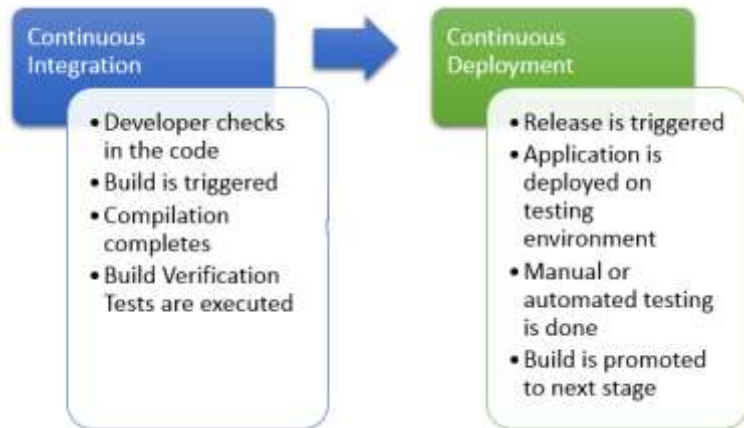 Continuous
Integration
• Developer checks
in the code
• Build is triggered
• Compilation
completes
• Build Verification
Tests are executed
Continuous
Deployment
• Release is triggered
• Application is
deployed on
testing
environment
• Manual or
automated testing
is done
• Build is promoted
to next stage